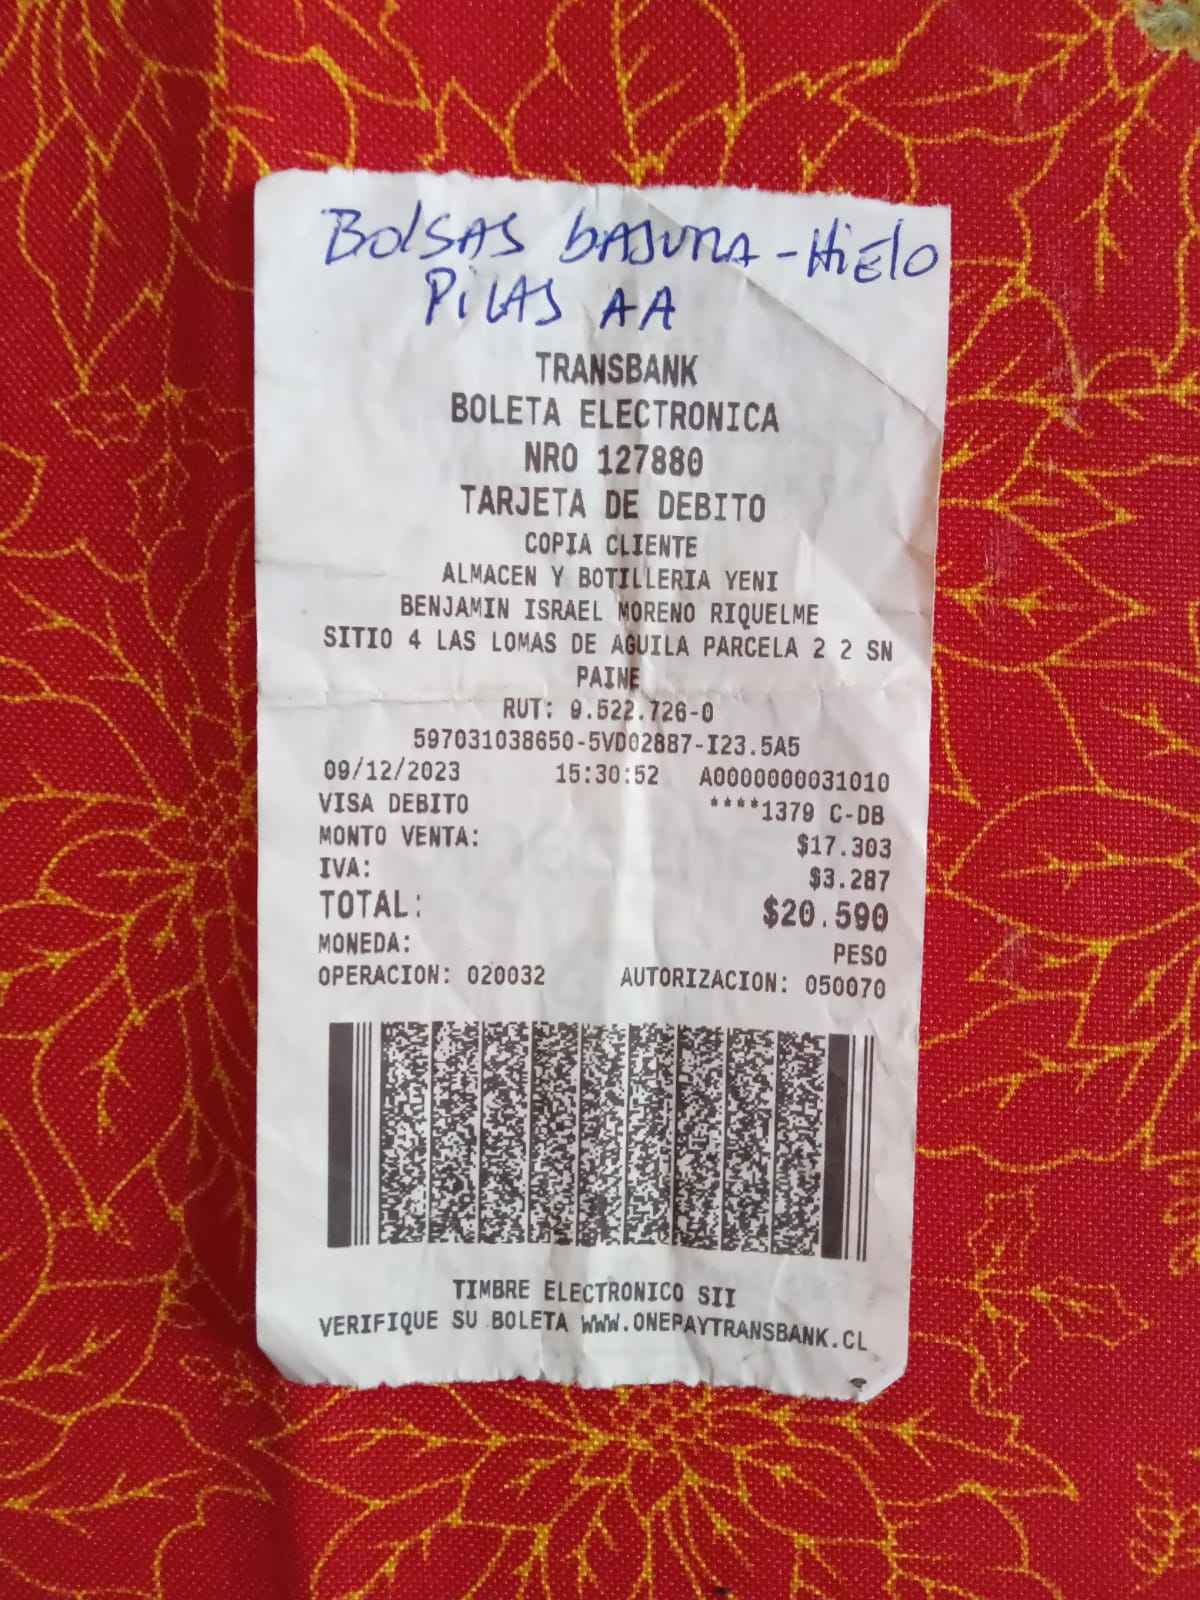 Bolsas basura - Hielo
Pilas AA
TRANSBANK
BOLETA ELECTRONICA
NRO 127880
TARJETA DE DEBITO
COPIA CLIENTE
ALMACEN Y BOTILLERIA YENI
BENJAMIN ISRAEL MORENO RIQUELME
SITIO 4 LAS LOMAS DE AGUILA PARCELA 2 2 SN
PAINE
RUT: 9.522.726-0
597031038650-5VD02887-I23.5A5
09/12/2023 15:30:52 A0000000031010
VISA DEBITO ****1379 C-DB
MONTO VENTA: $17.303
IVA: $3.287
TOTAL: $20.590
MONEDA: PESO
OPERACION: 020032 AUTORIZACION: 050070
TIMBRE ELECTRONICO SII
VERIFIQUE SU BOLETA WWW.ONEPAYTRANSBANK.CL